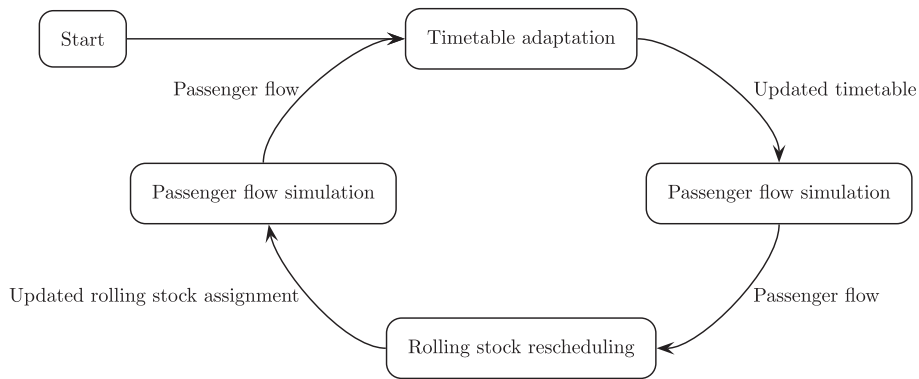 Start
Timetable adaptation
Passenger flow
Updated timetable
Passenger flow simulation
Passenger flow simulation
Updated rolling stock assignment
Passenger flow
Rolling stock rescheduling